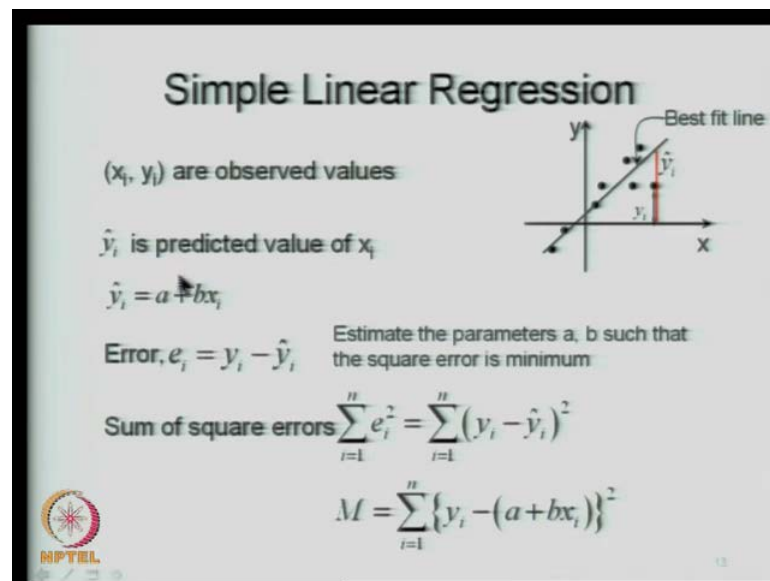 Simple Linear Regression
Best fit line
y
ŷᵢ
yᵢ
x
(xᵢ, yᵢ) are observed values
ŷᵢ is predicted value of xᵢ
ŷᵢ = a + bxᵢ
Error, eᵢ = yᵢ − ŷᵢ
Estimate the parameters a, b such that
the square error is minimum
Sum of square errors ∑ᵢ₌₁ⁿ eᵢ² = ∑ᵢ₌₁ⁿ (yᵢ − ŷᵢ)²
M = ∑ᵢ₌₁ⁿ {yᵢ − (a + bxᵢ)}²
NPTEL